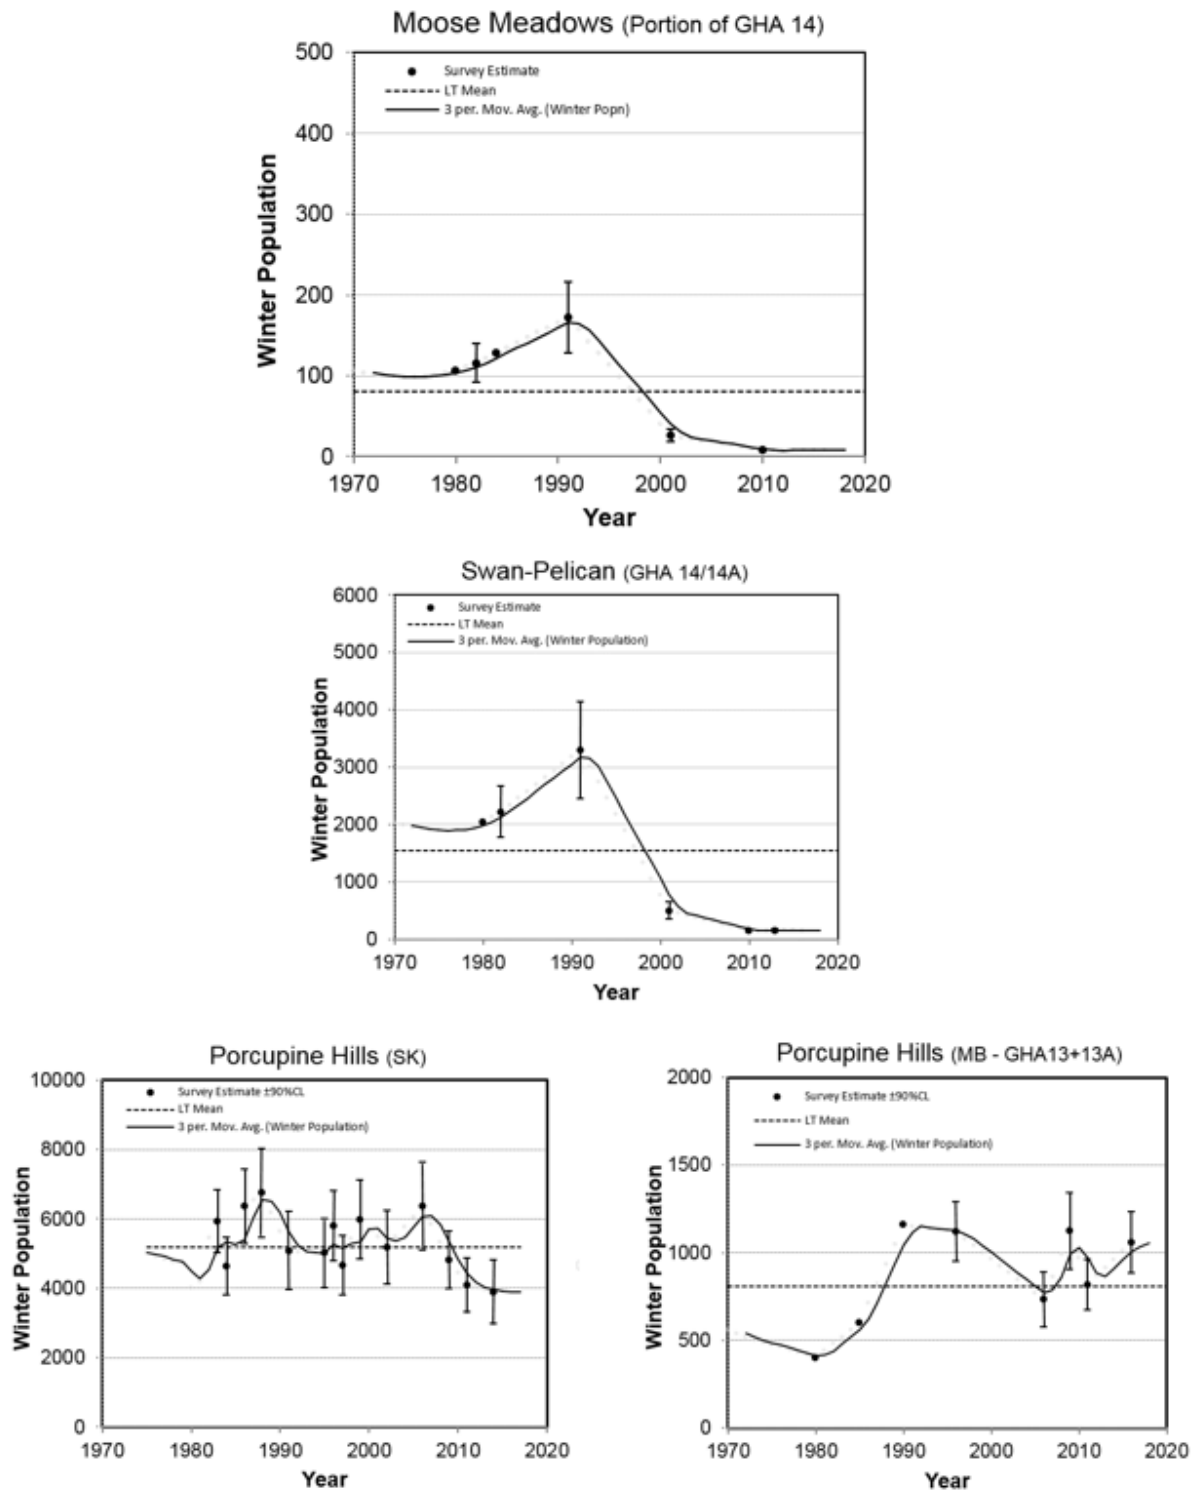 Moose Meadows (Portion of GHA 14)
500
400
300
200
100
0
Survey Estimate
LT Mean
3 per. Mov. Avg. (Winter Popn)
Winter Population
1970 1980 1990 2000 2010 2020
Year
Swan-Pelican (GHA 14/14A)
6000
5000
4000
3000
2000
1000
0
Survey Estimate
LT Mean
3 per. Mov. Avg. (Winter Population)
Winter Population
1970 1980 1990 2000 2010 2020
Year
Porcupine Hills (SK)
10000
8000
6000
4000
2000
0
Survey Estimate ±90%CL
LT Mean
3 per. Mov. Avg. (Winter Population)
Winter Population
1970 1980 1990 2000 2010 2020
Year
Porcupine Hills (MB - GHA13+13A)
2000
1500
1000
500
0
Survey Estimate ±90%CL
LT Mean
3 per. Mov. Avg. (Winter Population)
Winter Population
1970 1980 1990 2000 2010 2020
Year